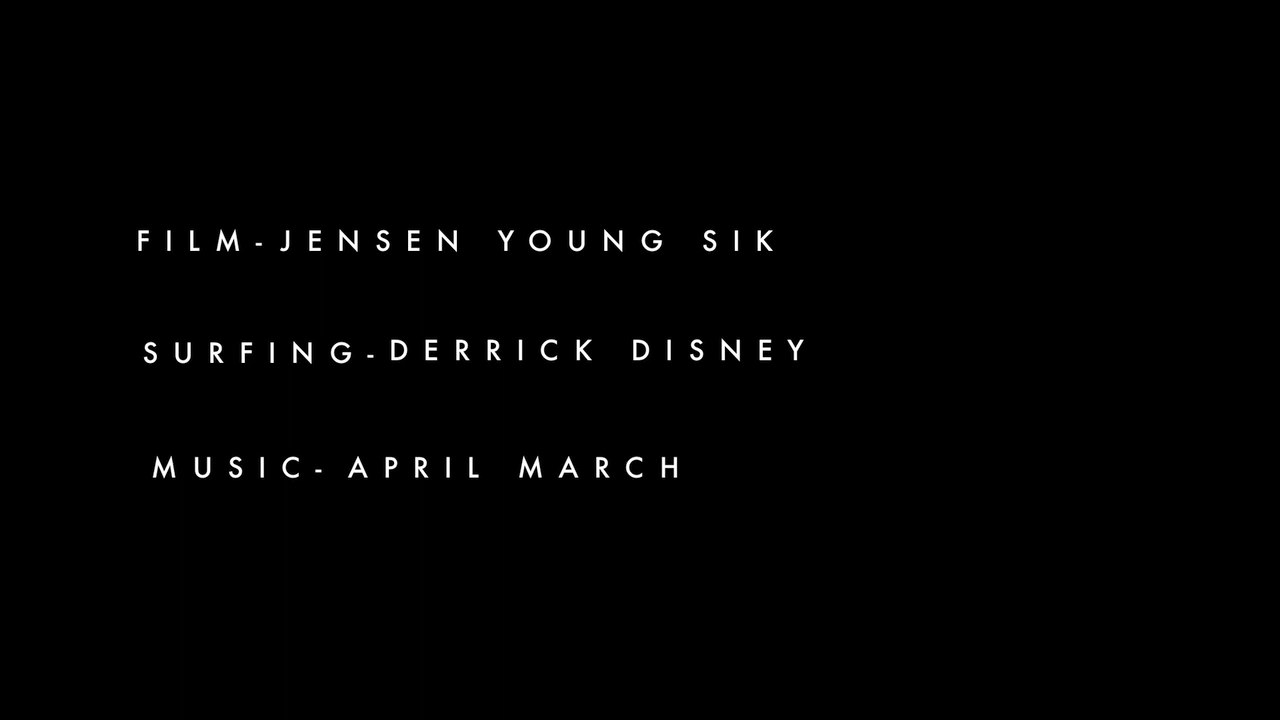 FILM-JENSEN YOUNG SIK
SURFING-DERRICK DISNEY
MUSIC- APRIL MARCH